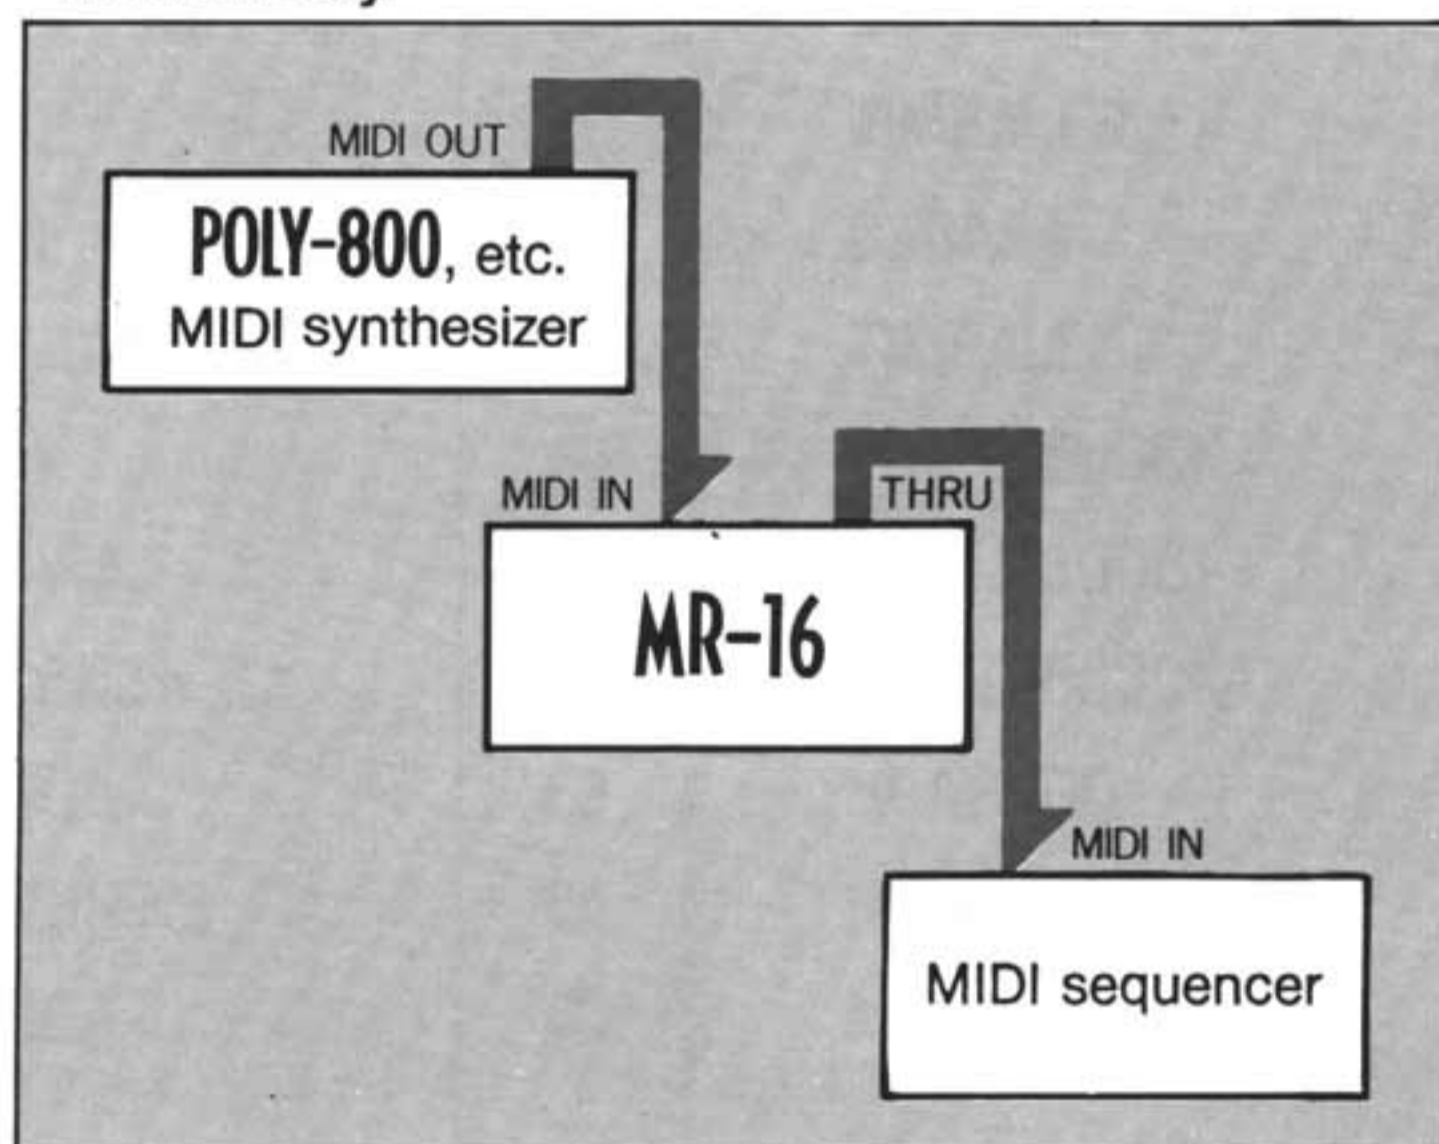 MIDI OUT
POLY-800, etc.
MIDI synthesizer
MIDI IN
THRU
MR-16
MIDI IN
MIDI sequencer